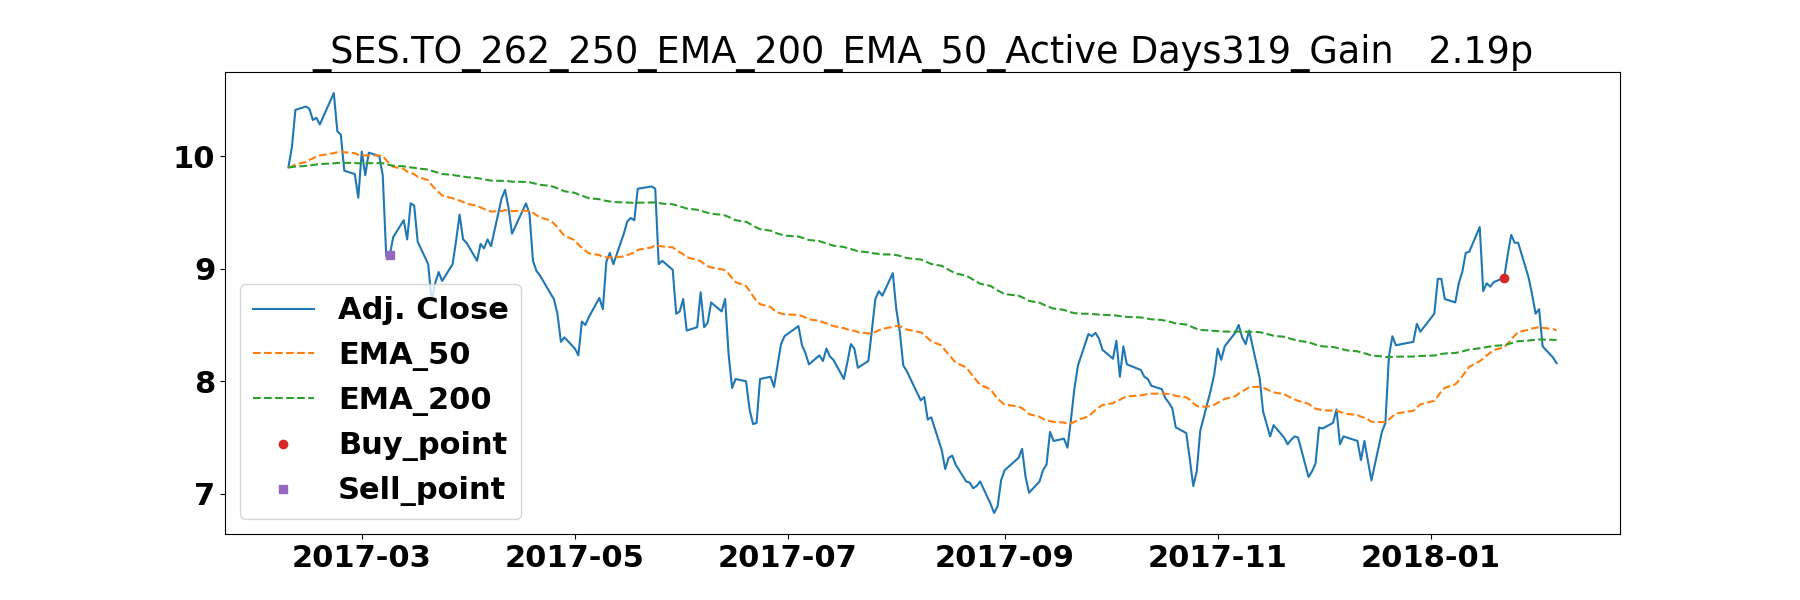 _SES.TO_262_250_EMA_200_EMA_50_Active Days319_Gain   2.19p
10
9
8
7
Adj. Close
EMA_50
EMA_200
Buy_point
Sell_point
2017-03 2017-05 2017-07 2017-09 2017-11 2018-01